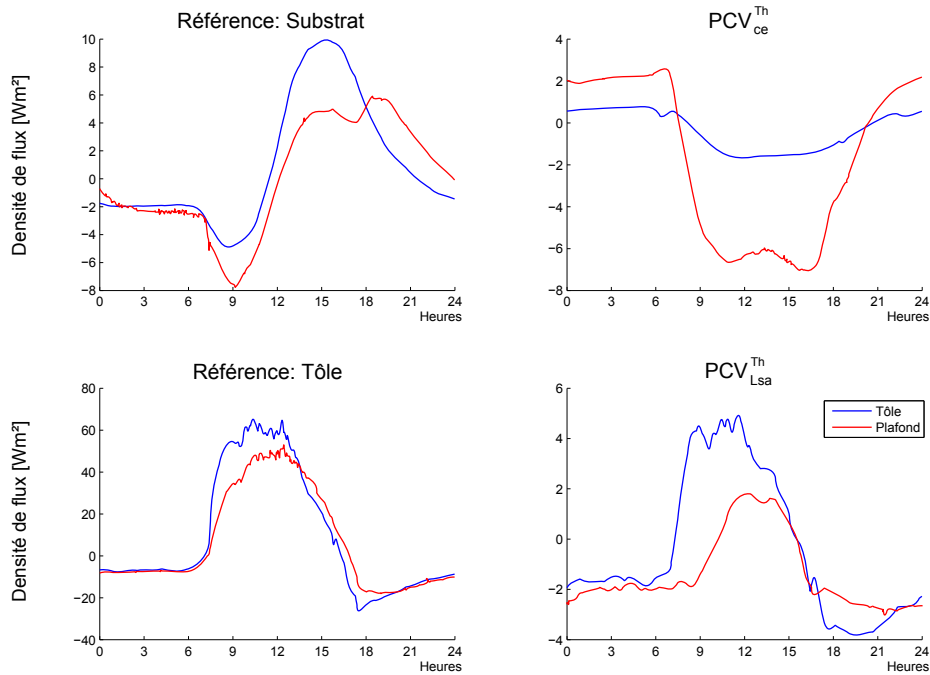 Référence: Substrat
Densité de flux [Wm²]
10
8
6
4
2
0
−2
−4
−6
−8
0 3 6 9 12 15 18 21 24
Heures
PCV Th ce
4
2
0
−2
−4
−6
−8
0 3 6 9 12 15 18 21 24
Heures
Référence: Tôle
Densité de flux [Wm²]
80
60
40
20
0
−20
−40
0 3 6 9 12 15 18 21 24
Heures
PCV Th Lsa
6
4
2
0
−2
−4
0 3 6 9 12 15 18 21 24
Heures
Tôle
Plafond